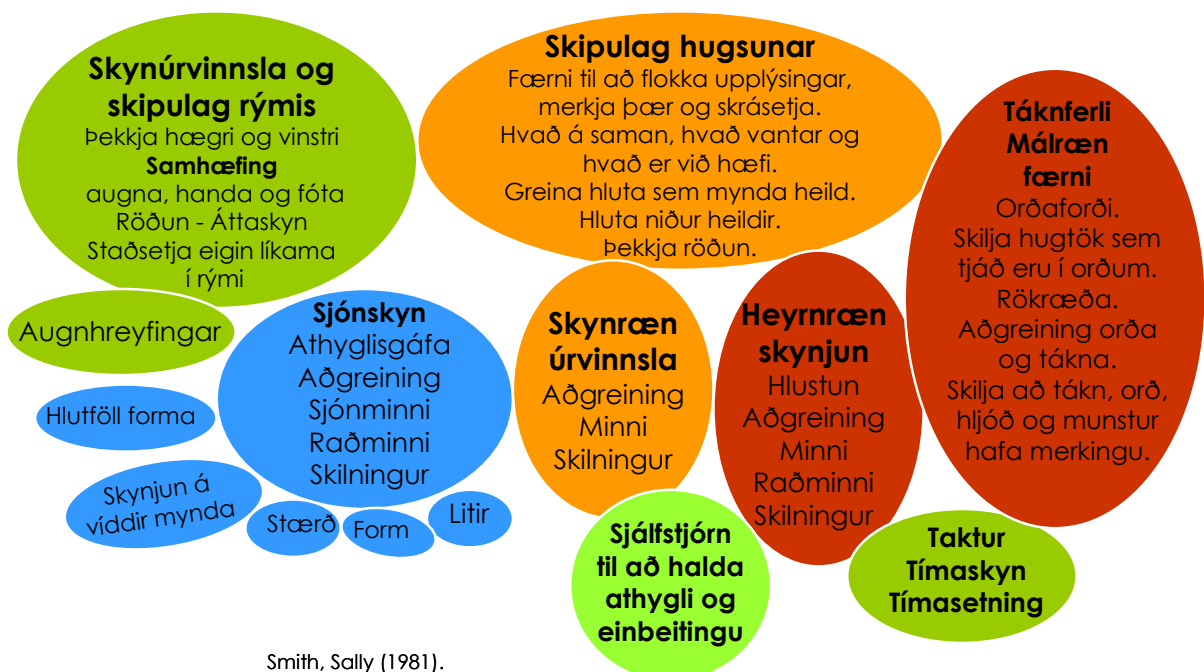 Skynúrvinnsla og
skipulag rýmis
Þekkja hægri og vinstri
Samhæfing
augna, handa og fóta
Röðun - Áttaskyn
Staðsetja eigin líkama
í rými
Skipulag hugsunar
Færni til að flokka upplýsingar,
merkja þær og skrásetja.
Hvað á saman, hvað vantar og
hvað er við hæfi.
Greina hluta sem mynda heild.
Hluta niður heildir.
Þekkja röðun.
Táknferli
Málræn
færni
Orðaforði.
Skilja hugtök sem
tjáð eru í orðum.
Rökræða.
Aðgreining orða
og tákna.
Skilja að tákn, orð,
hljóð og munstur
hafa merkingu.
Augnhreyfingar
Sjónskyn
Athyglisgáfa
Aðgreining
Sjónminni
Raðminni
Skilningur
Skynræn
úrvinnsla
Aðgreining
Minni
Skilningur
Heyrnræn
skynjun
Hlustun
Aðgreining
Minni
Raðminni
Skilningur
Hlutföll forma
Skynjun á
víddir mynda
Stærð
Form
Litir
Sjálfstjórn
til að halda
athygli og
einbeitingu
Taktur
Tímaskyn
Tímasetning
Smith, Sally (1981).